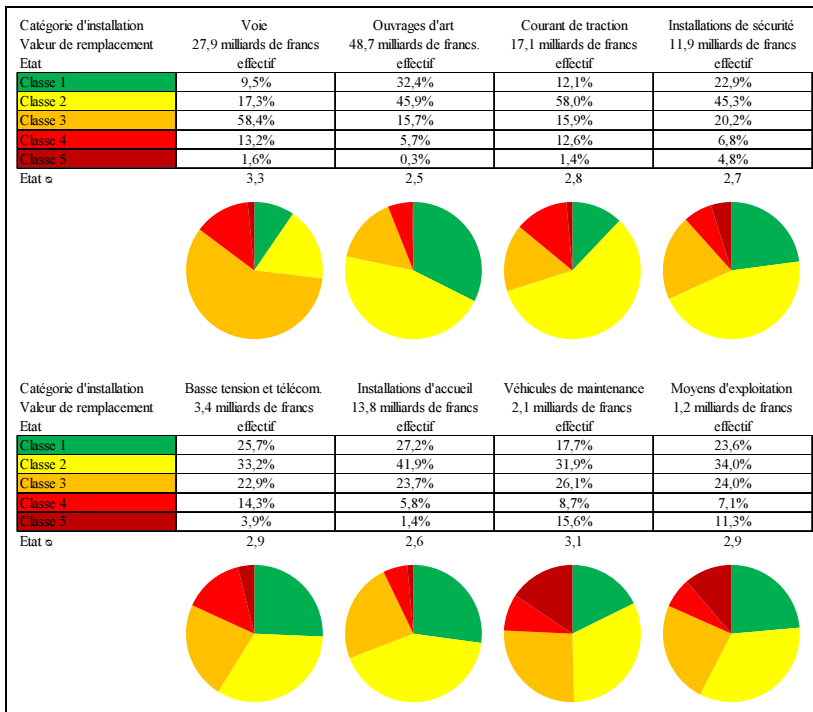 Catégorie d'installation Voie Ouvrages d'art Courant de traction Installations de sécurité
Valeur de remplacement 27,9 milliards de francs 48,7 milliards de francs. 17,1 milliards de francs 11,9 milliards de francs
Etat effectif effectif effectif effectif
Classe 1 9,5% 32,4% 12,1% 22,9%
Classe 2 17,3% 45,9% 58,0% 45,3%
Classe 3 58,4% 15,7% 15,9% 20,2%
Classe 4 13,2% 5,7% 12,6% 6,8%
Classe 5 1,6% 0,3% 1,4% 4,8%
Etat ᴓ 3,3 2,5 2,8 2,7
Catégorie d'installation Basse tension et télécom. Installations d'accueil Véhicules de maintenance Moyens d'exploitation
Valeur de remplacement 3,4 milliards de francs 13,8 milliards de francs 2,1 milliards de francs 1,2 milliards de francs
Etat effectif effectif effectif effectif
Classe 1 25,7% 27,2% 17,7% 23,6%
Classe 2 33,2% 41,9% 31,9% 34,0%
Classe 3 22,9% 23,7% 26,1% 24,0%
Classe 4 14,3% 5,8% 8,7% 7,1%
Classe 5 3,9% 1,4% 15,6% 11,3%
Etat ᴓ 2,9 2,6 3,1 2,9